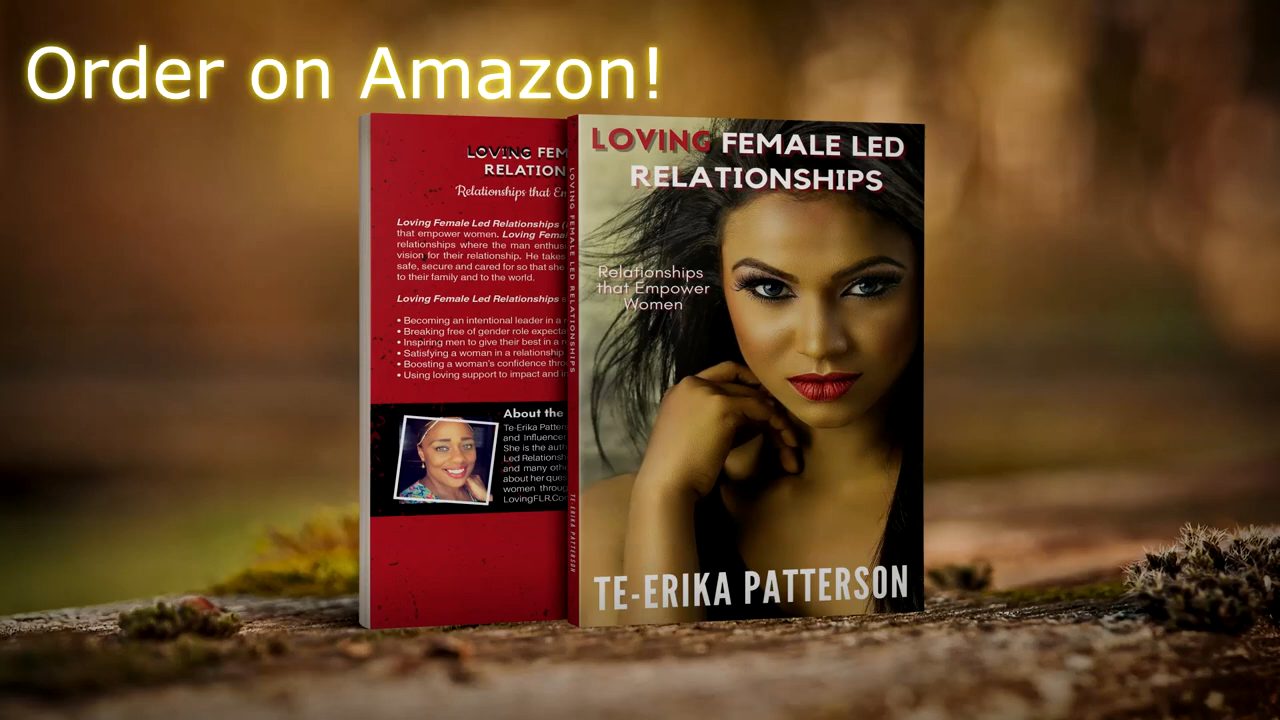 Order on Amazon!
LOVING FEM
RELATION
Relationships that En
Loving Female Led Relationships (
that empower women. Loving Fema
relationships where the man enthus
vision for their relationship. He takes
safe, secure and cared for so that she
to their family and to the world.
Loving Female Led Relationships
• Becoming an intentional leader in a
• Breaking free of gender role expecta
• Inspiring men to give their best in a
• Satisfying a woman in a relationship
• Boosting a woman's confidence thro
• Using loving support to impact and in
About the
Te-Erika Patters
and Influencer
She is the auth
Led Relationsh
and many othe
about her ques
women throug
LovingFLR.Co
LOVING FEMALE LED RELATIONSHIPS
TE-ERIKA PATTERSON
LOVING FEMALE LED
RELATIONSHIPS
Relationships
that Empower
Women
TE-ERIKA PATTERSON